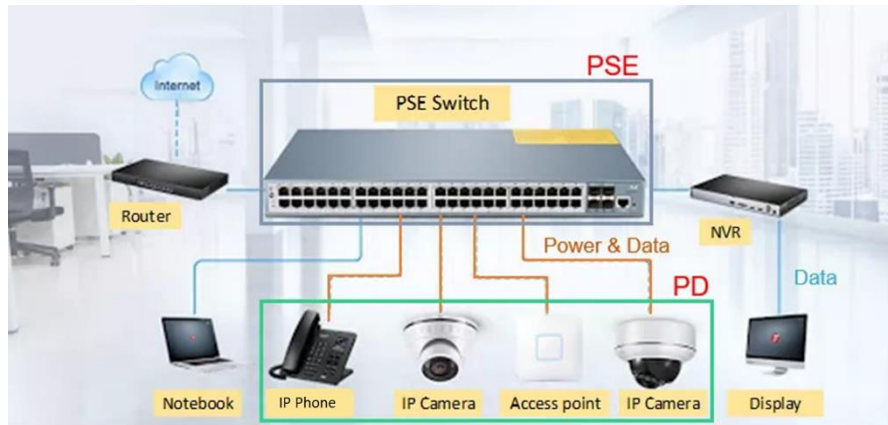 PSE
Internet
PSE Switch
Router
NVR
Power & Data
Data
PD
Notebook
IP Phone
IP Camera
Access point
IP Camera
Display